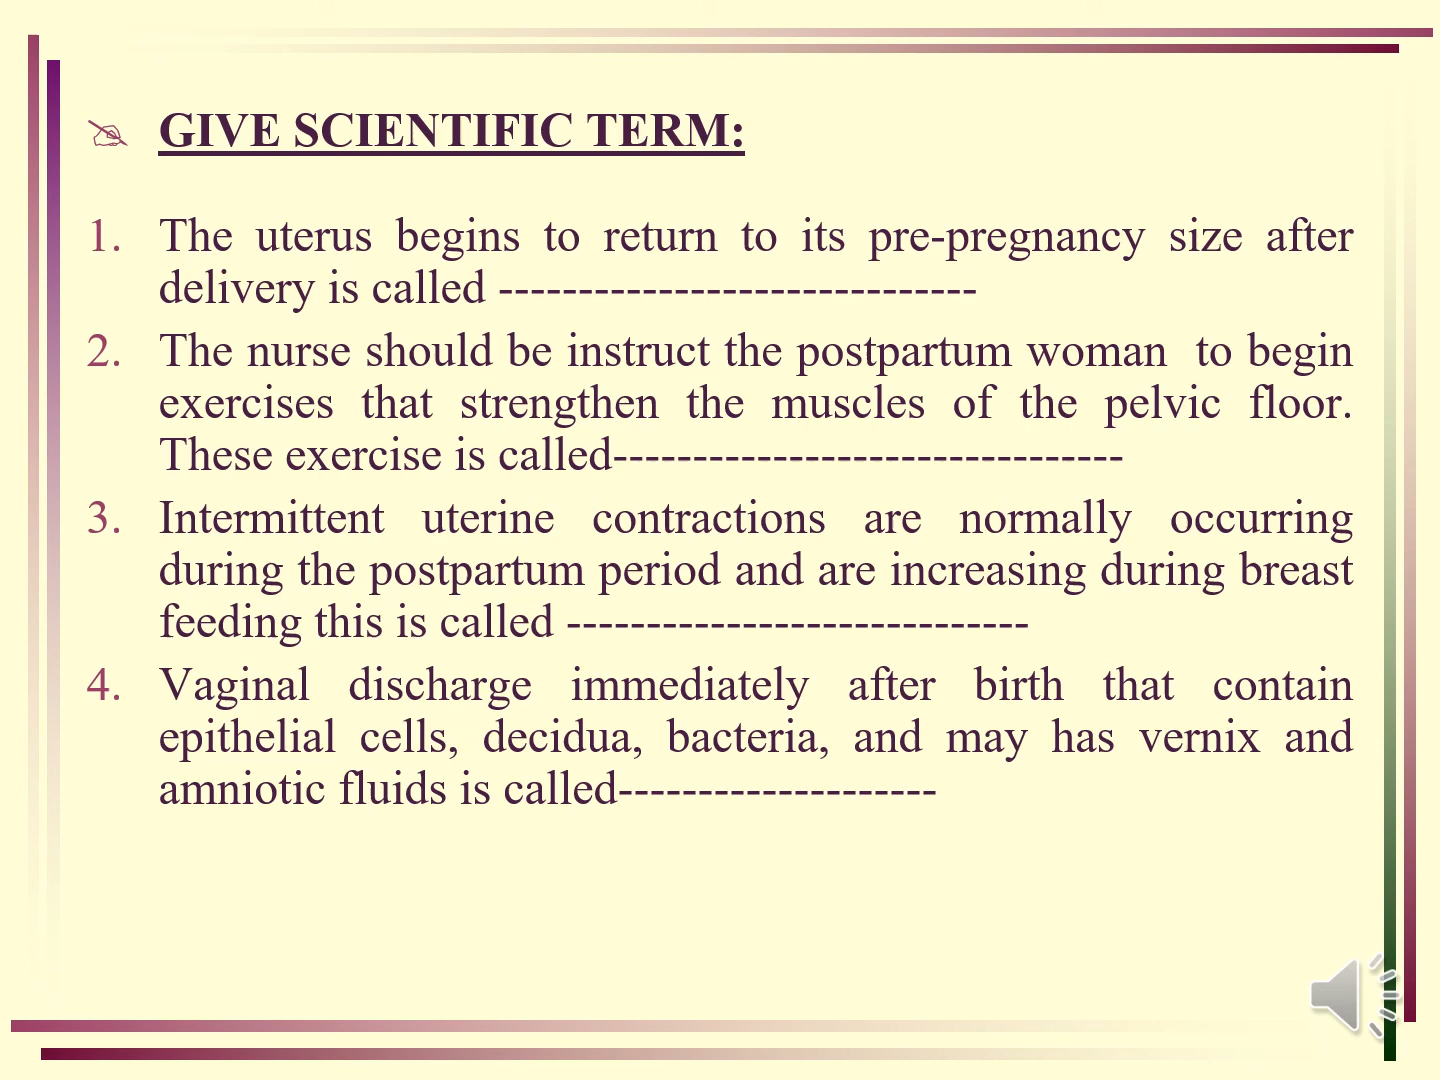 GIVE SCIENTIFIC TERM:
1. The uterus begins to return to its pre-pregnancy size after
delivery is called ------------------------------
2. The nurse should be instruct the postpartum woman to begin
exercises that strengthen the muscles of the pelvic floor.
These exercise is called--------------------------------
3. Intermittent uterine contractions are normally occurring
during the postpartum period and are increasing during breast
feeding this is called -----------------------------
4. Vaginal discharge immediately after birth that contain
epithelial cells, decidua, bacteria, and may has vernix and
amniotic fluids is called--------------------